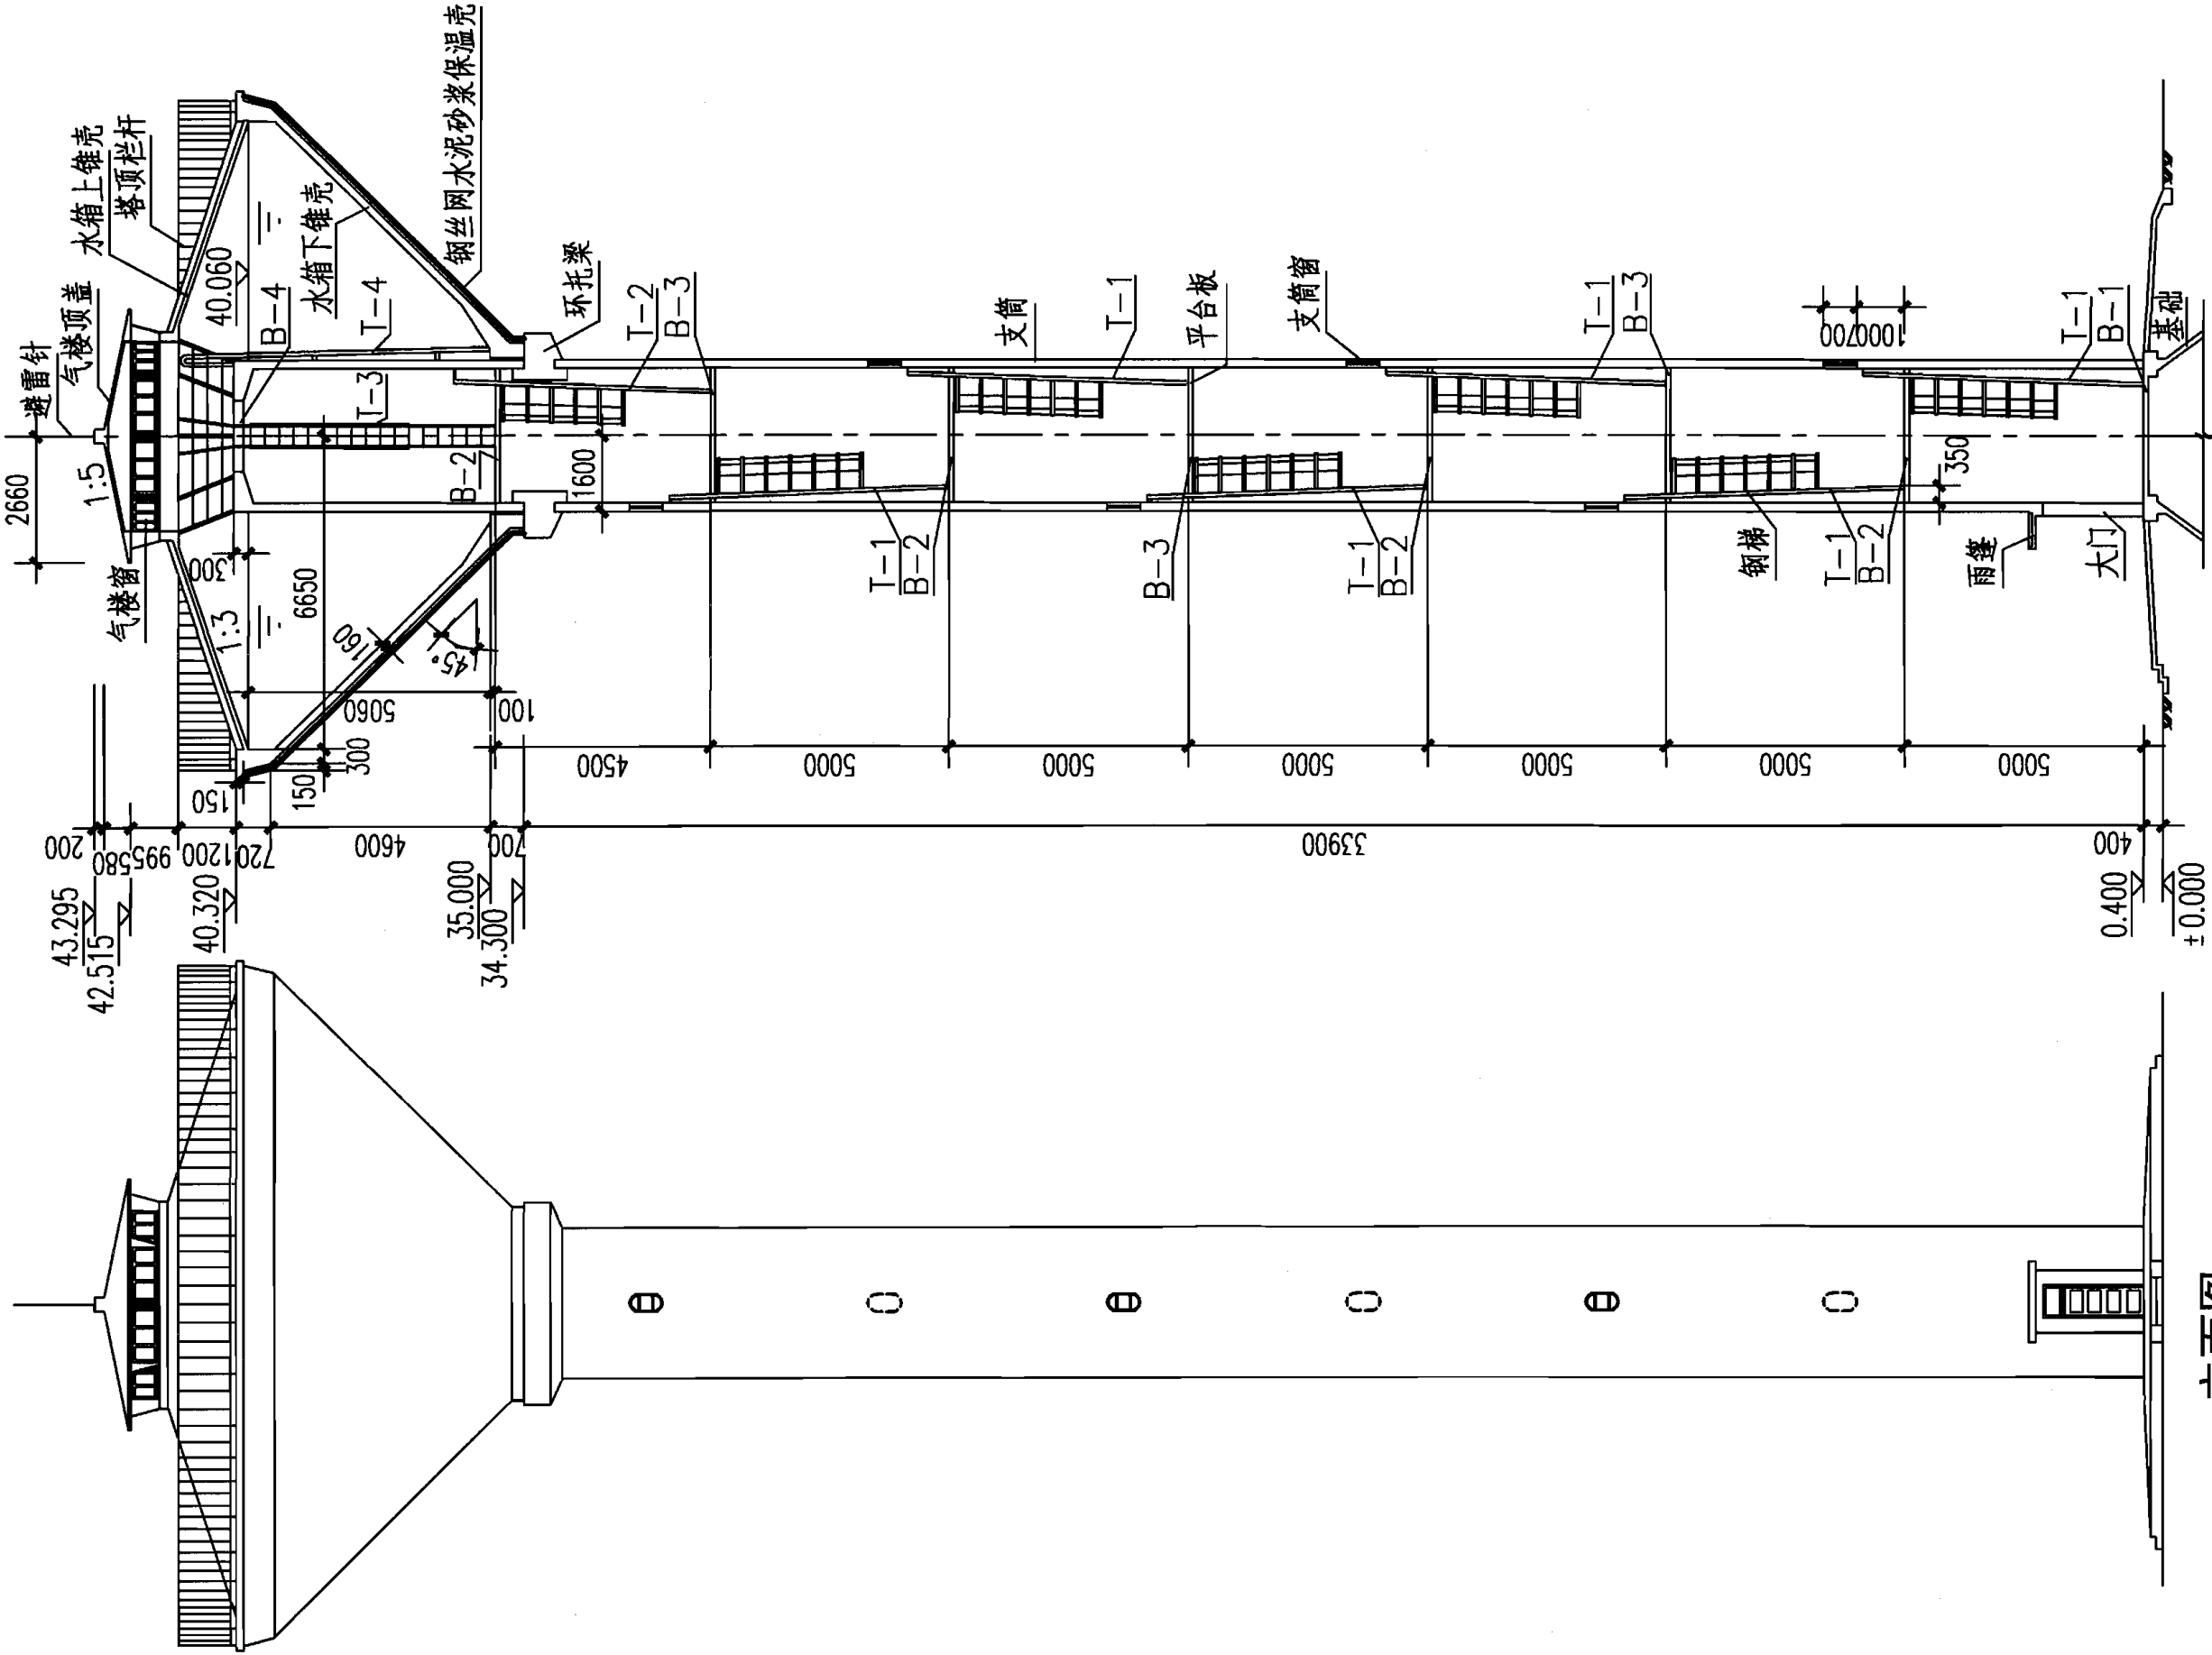 避雷针
气楼顶盖
水箱上锥壳
塔顶栏杆
2660
1:5
气楼窗
40.060
B-4
T-4
水箱下锥壳
钢丝网水泥砂浆保温壳
T-3
300
1:3
6650
160
45°
B-2
5060
100
300
150
150
1600
环托梁
T-2
B-3
支筒
T-1
平台板
支筒窗
T-1
B-3
1000
700
T-1
B-1
基础
T-1
B-2
B-3
T-1
B-2
钢梯
T-1
B-2
350
雨篷
大门
4500
5000
5000
5000
5000
5000
5000
200
580
995
1200
720
4600
700
33900
400
43.295
42.515
40.320
35.000
34.300
0.400
±0.000